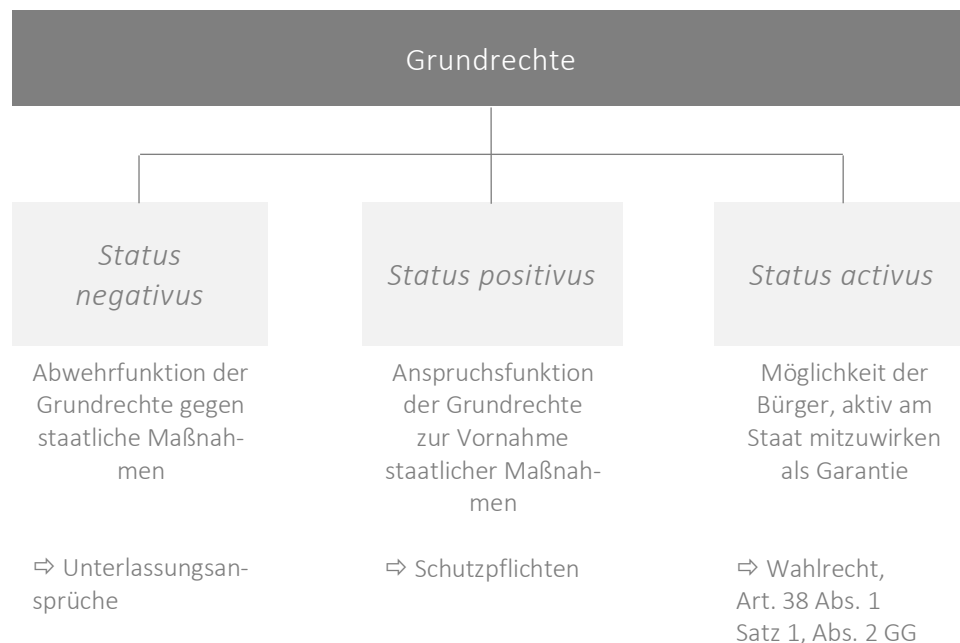 Grundrechte
Status
negativus
Abwehrfunktion der
Grundrechte gegen
staatliche Maßnah-
men
⇨ Unterlassungsan-
sprüche
Status positivus
Anspruchsfunktion
der Grundrechte
zur Vornahme
staatlicher Maßnah-
men
⇨ Schutzpflichten
Status activus
Möglichkeit der
Bürger, aktiv am
Staat mitzuwirken
als Garantie
⇨ Wahlrecht,
Art. 38 Abs. 1
Satz 1, Abs. 2 GG